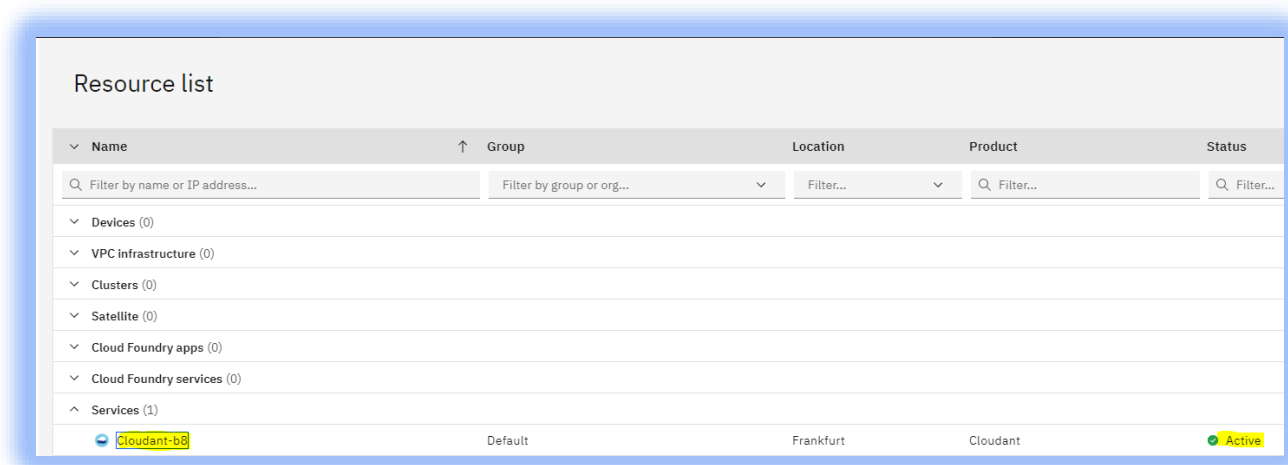 Resource list
Name Group Location Product Status
Filter by name or IP address... Filter by group or org... Filter... Filter... Filter...
Devices (0)
VPC infrastructure (0)
Clusters (0)
Satellite (0)
Cloud Foundry apps (0)
Cloud Foundry services (0)
Services (1)
Cloudant-b8 Default Frankfurt Cloudant Active